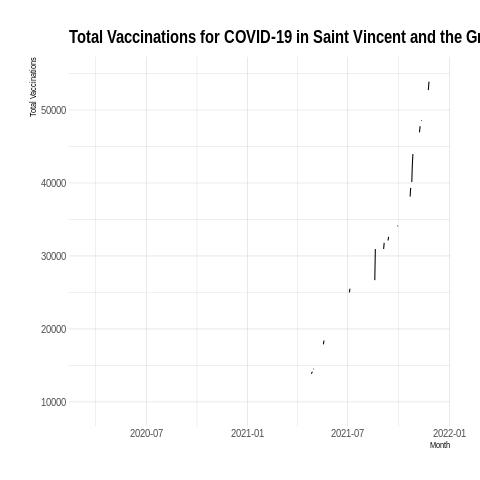 Total Vaccinations for COVID-19 in Saint Vincent and the Gr
Total Vaccinations
50000
40000
30000
20000
10000
2020-07 2021-01 2021-07 2022-01
Month